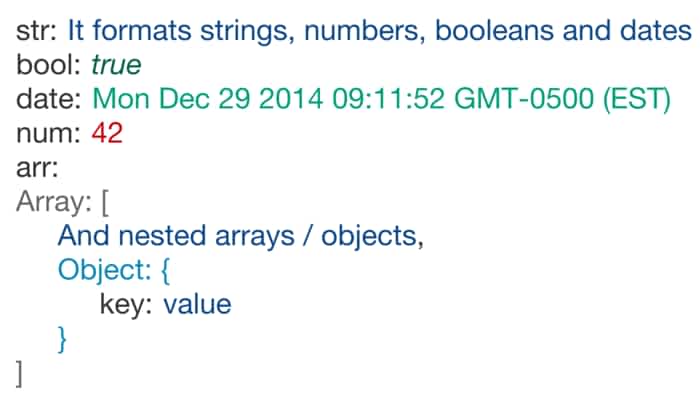 str: It formats strings, numbers, booleans and dates
bool: true
date: Mon Dec 29 2014 09:11:52 GMT-0500 (EST)
num: 42
arr:
Array: [
And nested arrays / objects,
Object: {
key: value
}
]